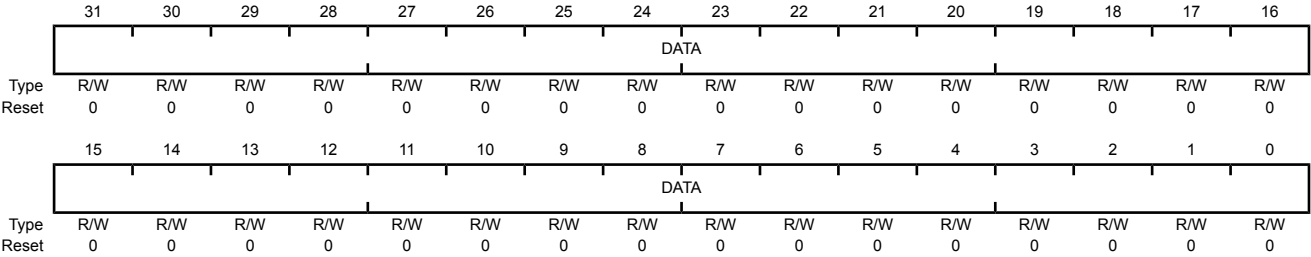 31 30 29 28 27 26 25 24 23 22 21 20 19 18 17 16
DATA
Type R/W R/W R/W R/W R/W R/W R/W R/W R/W R/W R/W R/W R/W R/W R/W R/W
Reset 0 0 0 0 0 0 0 0 0 0 0 0 0 0 0 0
15 14 13 12 11 10 9 8 7 6 5 4 3 2 1 0
DATA
Type R/W R/W R/W R/W R/W R/W R/W R/W R/W R/W R/W R/W R/W R/W R/W R/W
Reset 0 0 0 0 0 0 0 0 0 0 0 0 0 0 0 0